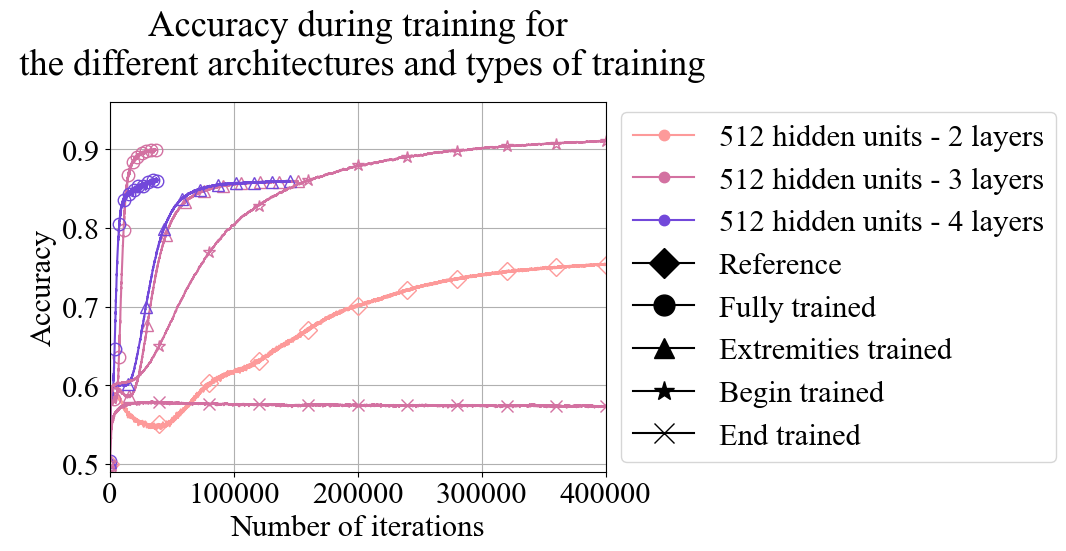 Accuracy during training for
the different architectures and types of training
Accuracy
0.9
0.8
0.7
0.6
0.5
0
100000
200000
300000
400000
Number of iterations
512 hidden units - 2 layers
512 hidden units - 3 layers
512 hidden units - 4 layers
Reference
Fully trained
Extremities trained
Begin trained
End trained